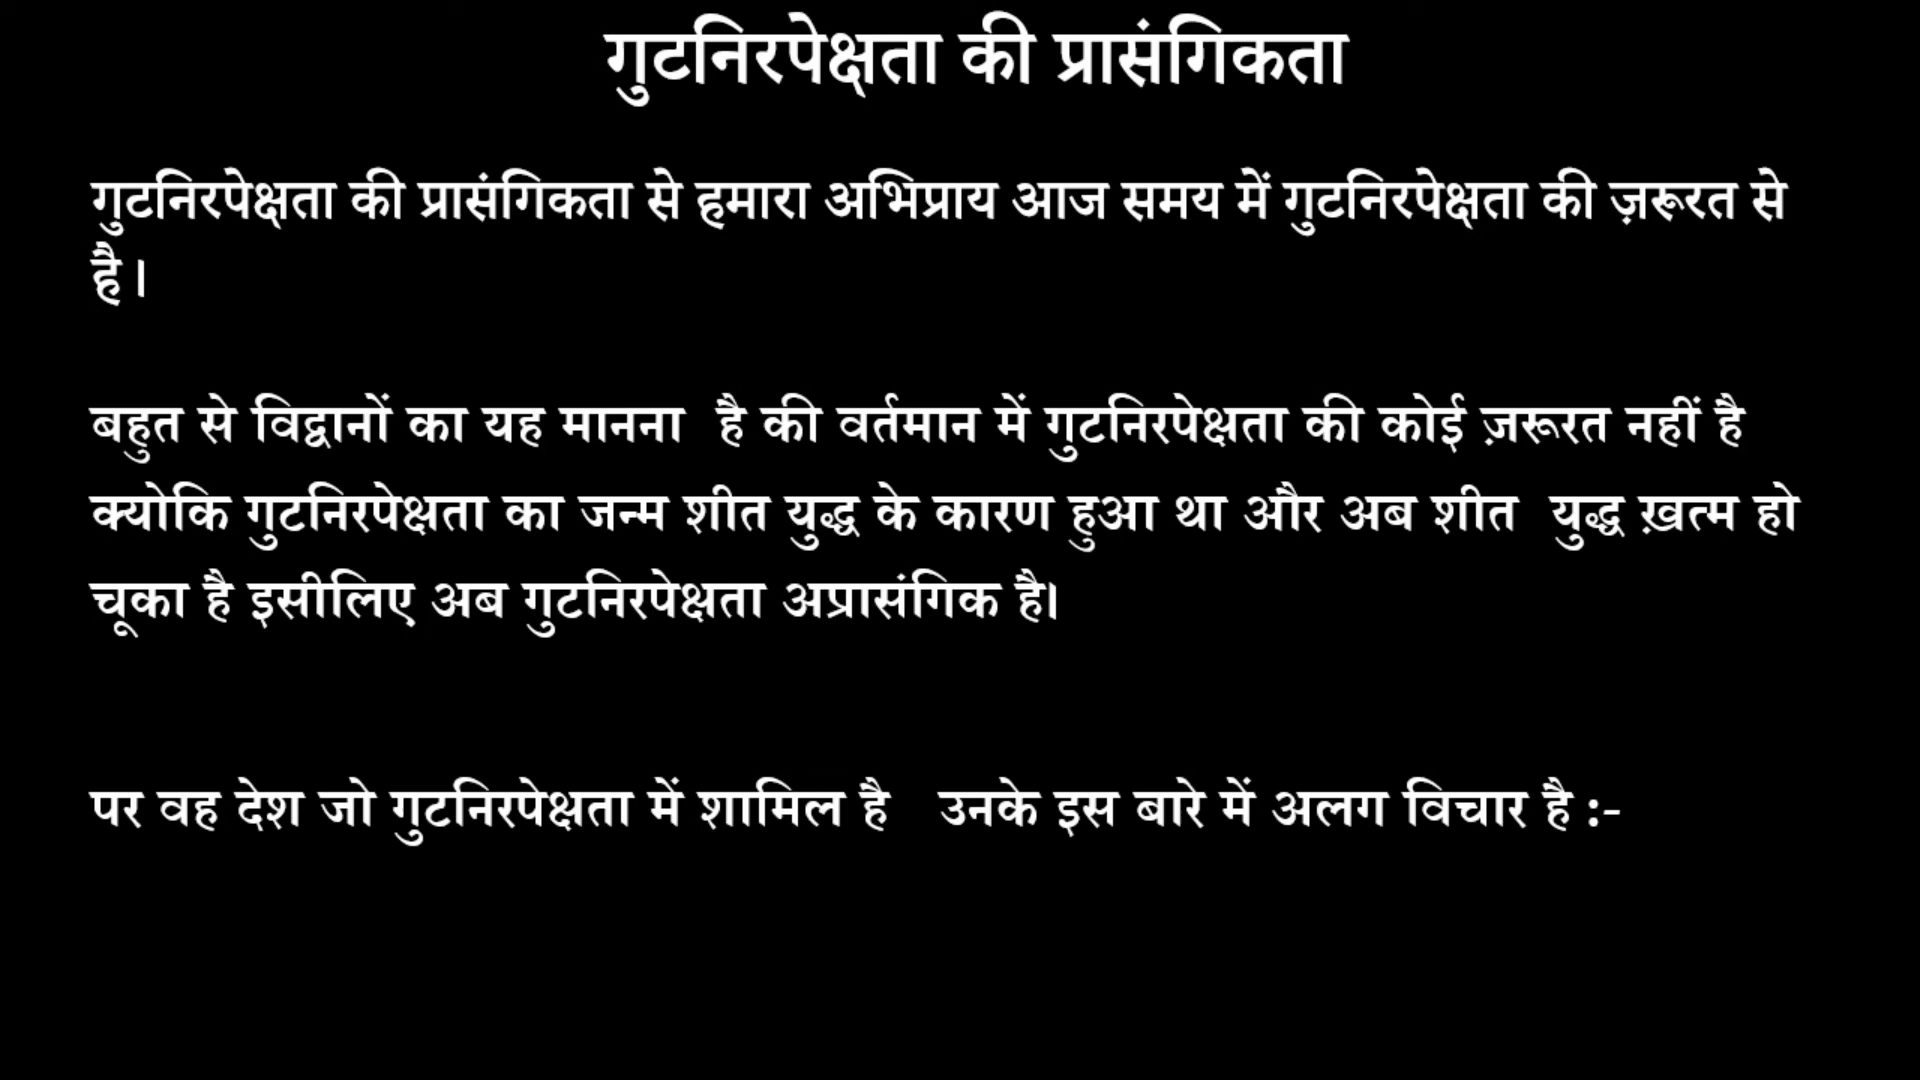 गुटनिरपेक्षता की प्रासंगिकता
गुटनिरपेक्षता की प्रासंगिकता से हमारा अभिप्राय आज समय में गुटनिरपेक्षता की ज़रूरत से
है ।
बहुत से विद्वानों का यह मानना है की वर्तमान में गुटनिरपेक्षता की कोई ज़रूरत नहीं है
क्योकि गुटनिरपेक्षता का जन्म शीत युद्ध के कारण हुआ था और अब शीत युद्ध ख़त्म हो
चूका है इसीलिए अब गुटनिरपेक्षता अप्रासंगिक है।
पर वह देश जो गुटनिरपेक्षता में शामिल है उनके इस बारे में अलग विचार है :-